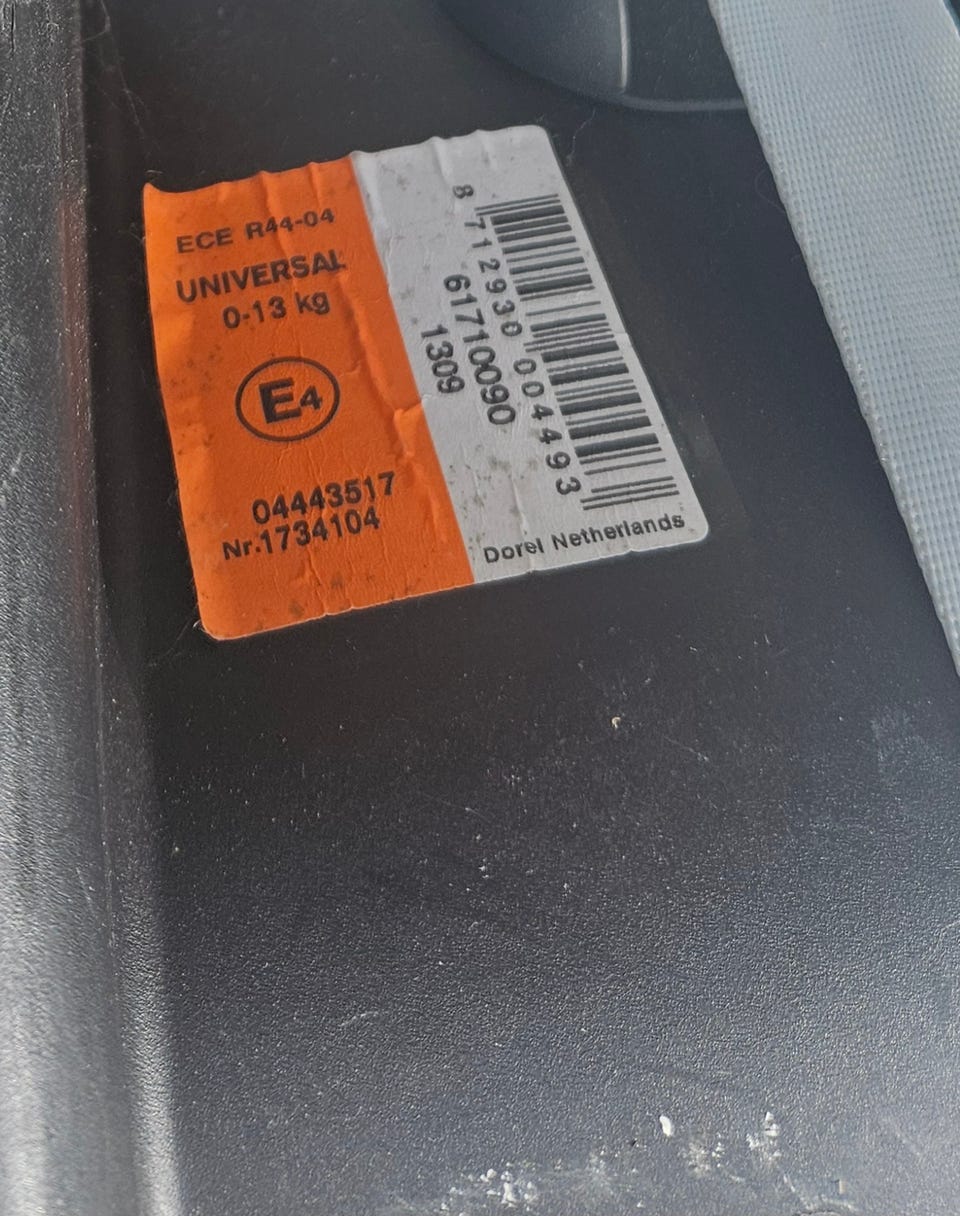 ECE R44-04
UNIVERSAL
0-13 kg
E4
04443517
Nr.1734104
8 712930 004493
61710090
1309
Dorel Netherlands